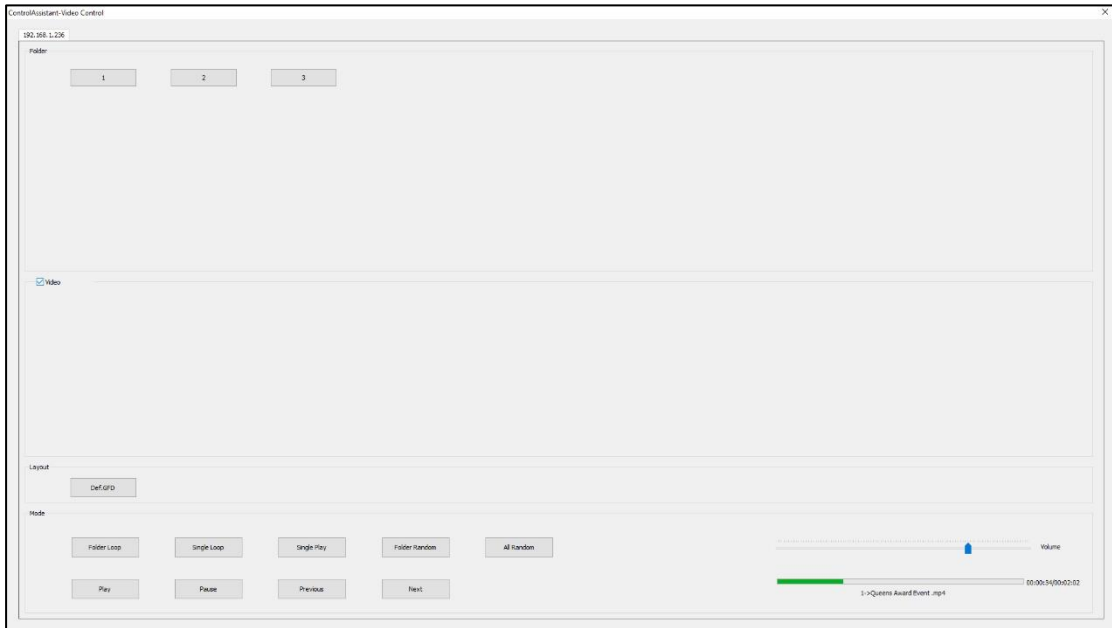 ControlAssistant-Video Control
192.168.1.236
Folder
1 2 3
Video
Layout
Def.GFD
Mode
Folder Loop Single Loop Single Play Folder Random All Random
Volume
Play Pause Previous Next
00:00:34/00:02:02
1->Queens Award Event .mp4